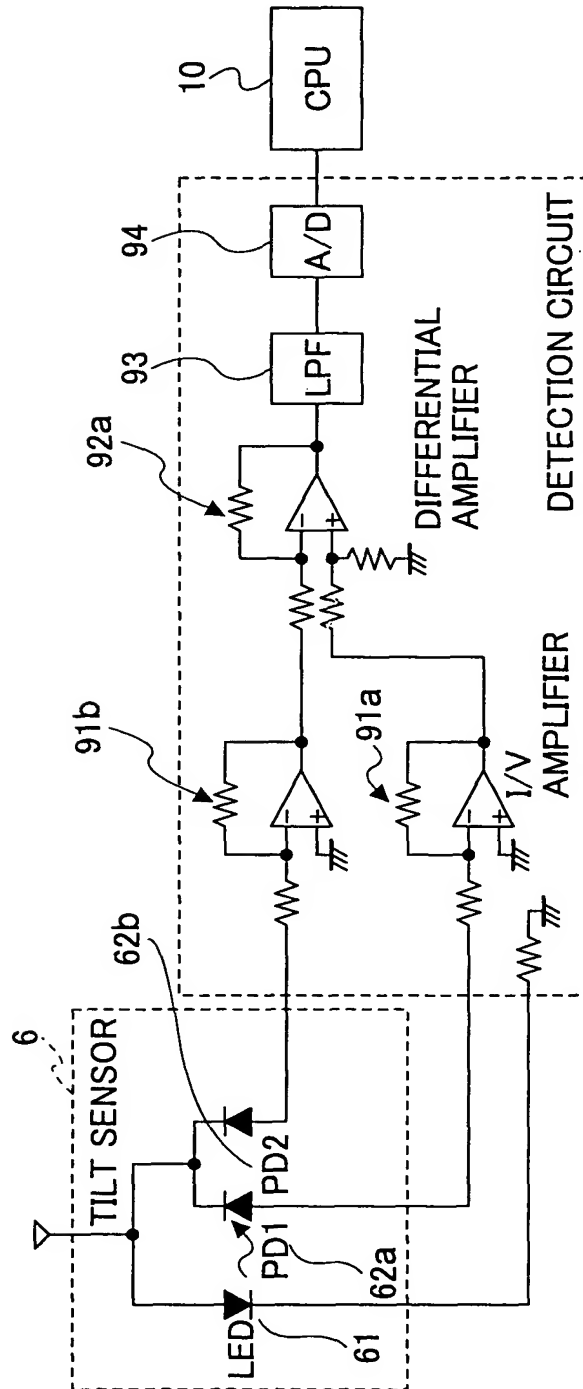 6
TILT SENSOR
LED
61
PD1
62a
PD2
62b
91b
91a
I/V
AMPLIFIER
92a
DIFFERENTIAL
AMPLIFIER
93
LPF
94
A/D
DETECTION CIRCUIT
10
CPU
-
+
-
+
-
+